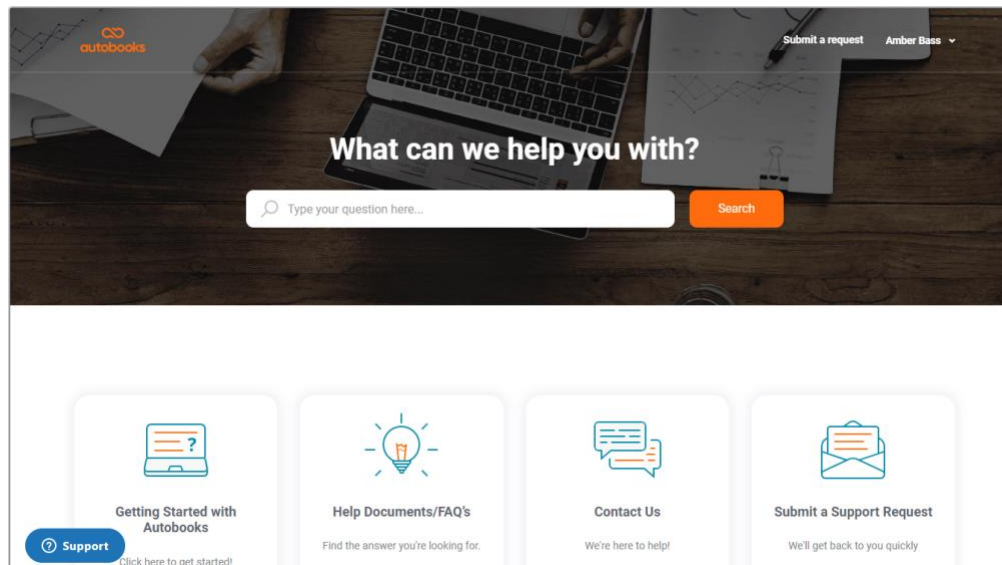 autobooks
Submit a request
Amber Bass
What can we help you with?
Type your question here...
Search
?
Getting Started with
Autobooks
Click here to get started!
Help Documents/FAQ's
Find the answer you're looking for.
Contact Us
We're here to help!
Submit a Support Request
We'll get back to you quickly
? Support